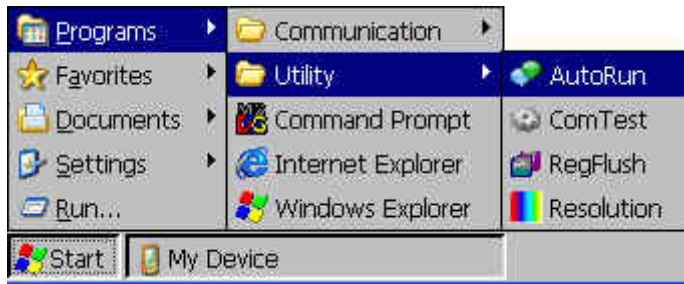 Programs
Favorites
Documents
Settings
Run...
Communication
Utility
Command Prompt
Internet Explorer
Windows Explorer
AutoRun
ComTest
RegFlush
Resolution
Start
My Device